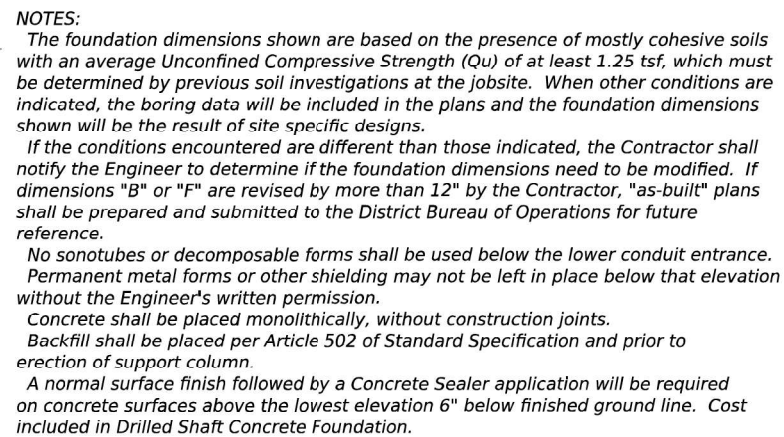 NOTES:
The foundation dimensions shown are based on the presence of mostly cohesive soils
with an average Unconfined Compressive Strength (Qu) of at least 1.25 tsf, which must
be determined by previous soil investigations at the jobsite.  When other conditions are
indicated, the boring data will be included in the plans and the foundation dimensions
shown will be the result of site specific designs.
If the conditions encountered are different than those indicated, the Contractor shall
notify the Engineer to determine if the foundation dimensions need to be modified.  If
dimensions "B" or "F" are revised by more than 12" by the Contractor, "as-built" plans
shall be prepared and submitted to the District Bureau of Operations for future
reference.
No sonotubes or decomposable forms shall be used below the lower conduit entrance.
Permanent metal forms or other shielding may not be left in place below that elevation
without the Engineer's written permission.
Concrete shall be placed monolithically, without construction joints.
Backfill shall be placed per Article 502 of Standard Specification and prior to
erection of support column.
A normal surface finish followed by a Concrete Sealer application will be required
on concrete surfaces above the lowest elevation 6" below finished ground line.  Cost
included in Drilled Shaft Concrete Foundation.